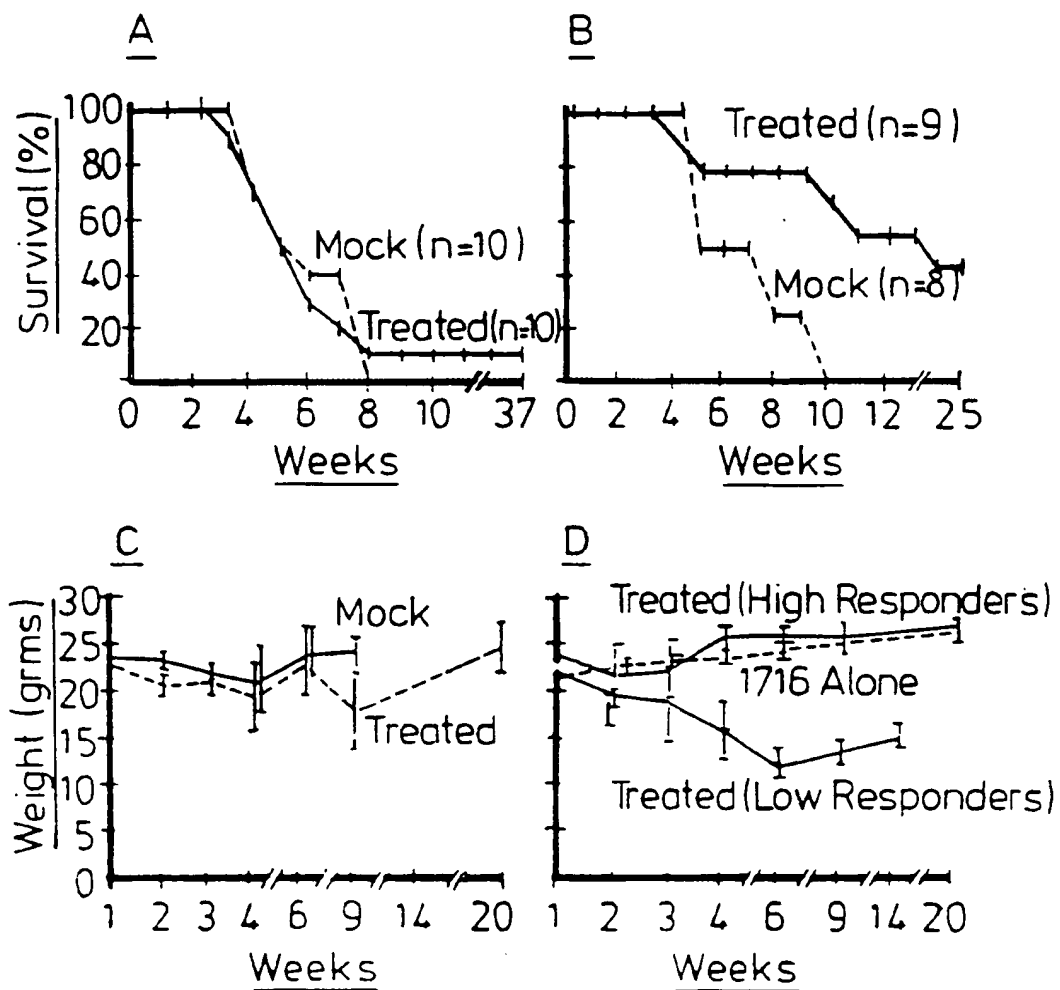 A
Survival (%)
100
80
60
40
20
Mock (n=10)
Treated (n=10)
0 2 4 6 8 10 37
Weeks
B
Treated (n=9)
Mock (n=8)
0 2 4 6 8 10 12 25
Weeks
C
Weight (grms)
30
25
20
15
10
5
0
Mock
Treated
1 2 3 4 6 9 14 20
Weeks
D
Treated (High Responders)
1716 Alone
Treated (Low Responders)
1 2 3 4 6 9 14 20
Weeks